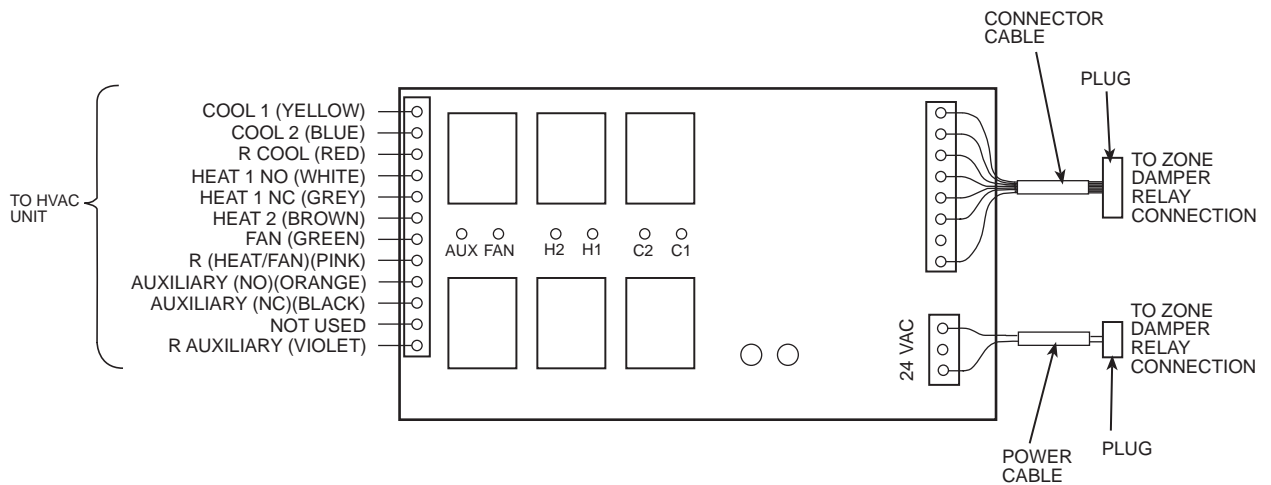 CONNECTOR
CABLE
PLUG
TO HVAC
UNIT
COOL 1 (YELLOW)
COOL 2 (BLUE)
R COOL (RED)
HEAT 1 NO (WHITE)
HEAT 1 NC (GREY)
HEAT 2 (BROWN)
FAN (GREEN)
R (HEAT/FAN)(PINK)
AUXILIARY (NO)(ORANGE)
AUXILIARY (NC)(BLACK)
NOT USED
R AUXILIARY (VIOLET)
AUX FAN H2 H1 C2 C1
24 VAC
TO ZONE
DAMPER
RELAY
CONNECTION
TO ZONE
DAMPER
RELAY
CONNECTION
POWER
CABLE
PLUG